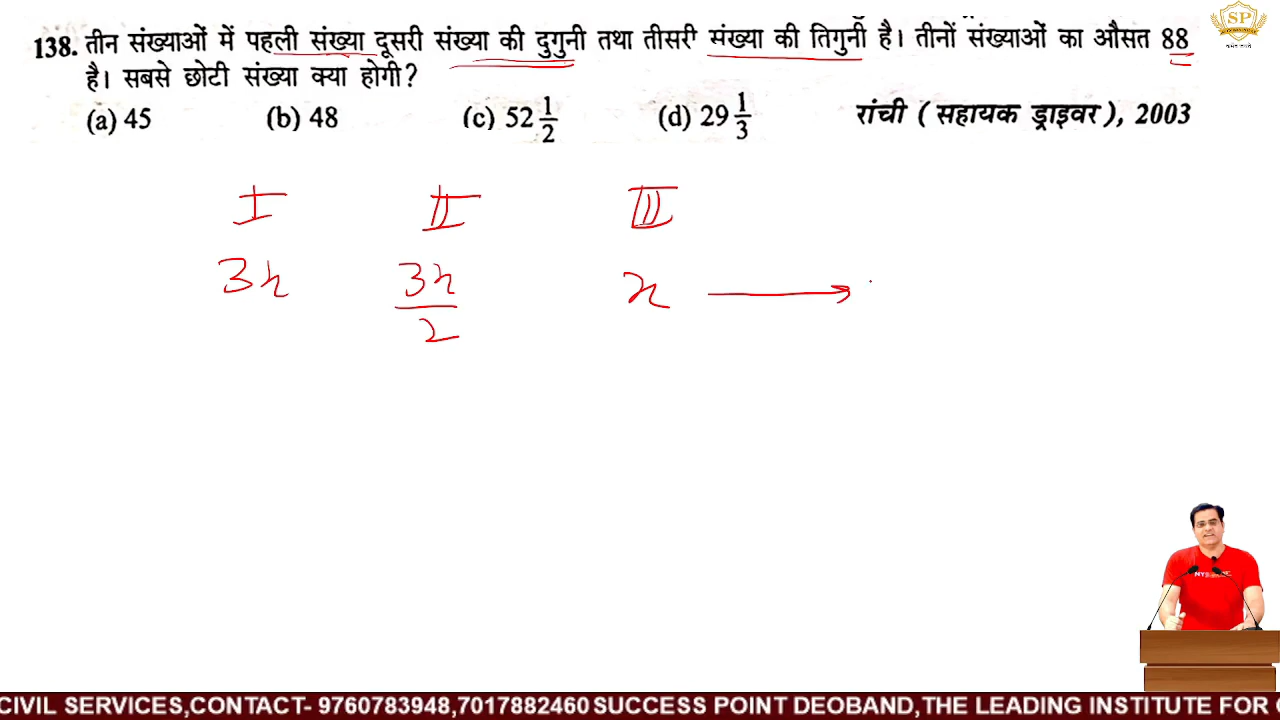 SP
138. तीन संख्याओं में पहली संख्या दूसरी संख्या की दुगुनी तथा तीसरी संख्या की तिगुनी है। तीनों संख्याओं का औसत 88
है। सबसे छोटी संख्या क्या होगी?
(a) 45 (b) 48 (c) 52 1/2 (d) 29 1/3 रांची ( सहायक ड्राइवर ), 2003
I II III
3x 3x/2 x →
CIVIL SERVICES,CONTACT- 9760783948,7017882460 SUCCESS POINT DEOBAND,THE LEADING INSTITUTE FOR